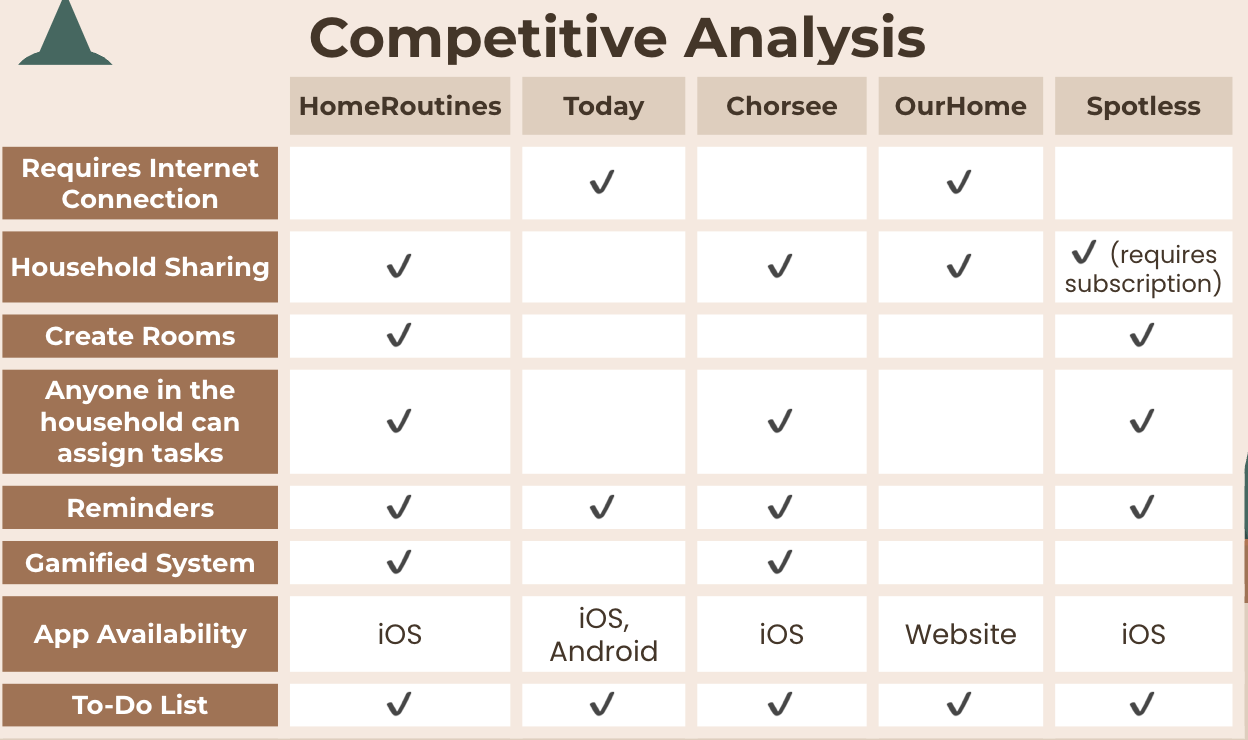 Competitive Analysis
HomeRoutines Today Chorsee OurHome Spotless
Requires Internet
Connection ✓ ✓
Household Sharing ✓ ✓ ✓ ✓ (requires
subscription)
Create Rooms ✓ ✓
Anyone in the
household can
assign tasks ✓ ✓ ✓
Reminders ✓ ✓ ✓ ✓
Gamified System ✓ ✓
App Availability iOS iOS,
Android iOS Website iOS
To-Do List ✓ ✓ ✓ ✓ ✓